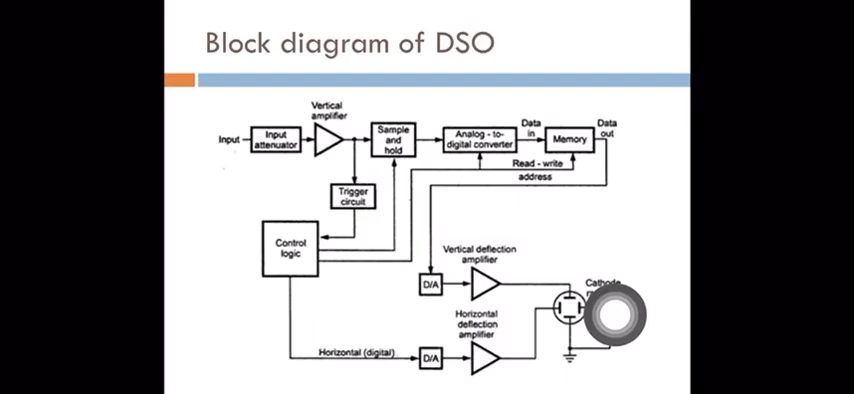 Block diagram of DSO
Vertical
amplifier
Input
Input
attenuator
Sample
and
hold
Analog - to-
digital converter
Data
in
Memory
Data
out
Read - write
address
Trigger
circuit
Control
logic
Vertical deflection
amplifier
D/A
Cathode
Horizontal
deflection
amplifier
Horizontal (digital)
D/A